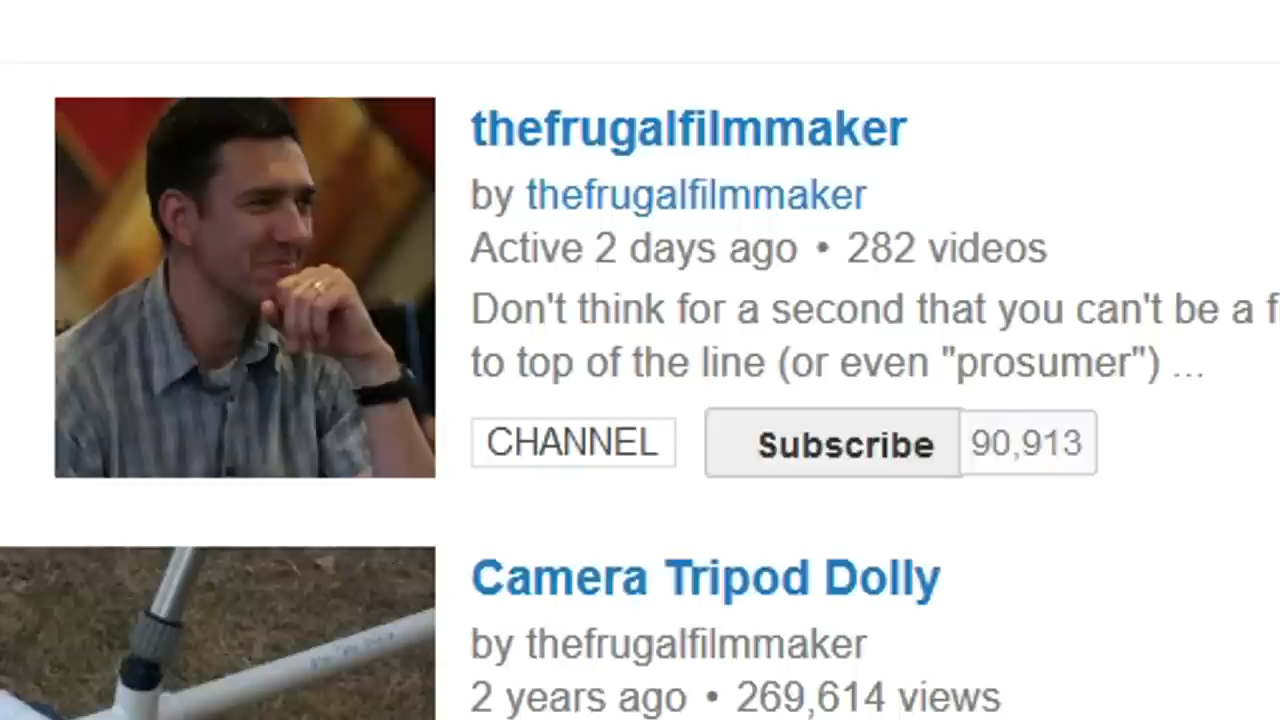 thefrugalfilmmaker
by thefrugalfilmmaker
Active 2 days ago • 282 videos
Don't think for a second that you can't be a f
to top of the line (or even "prosumer") ...
CHANNEL
Subscribe 90,913
Camera Tripod Dolly
by thefrugalfilmmaker
2 years ago • 269,614 views